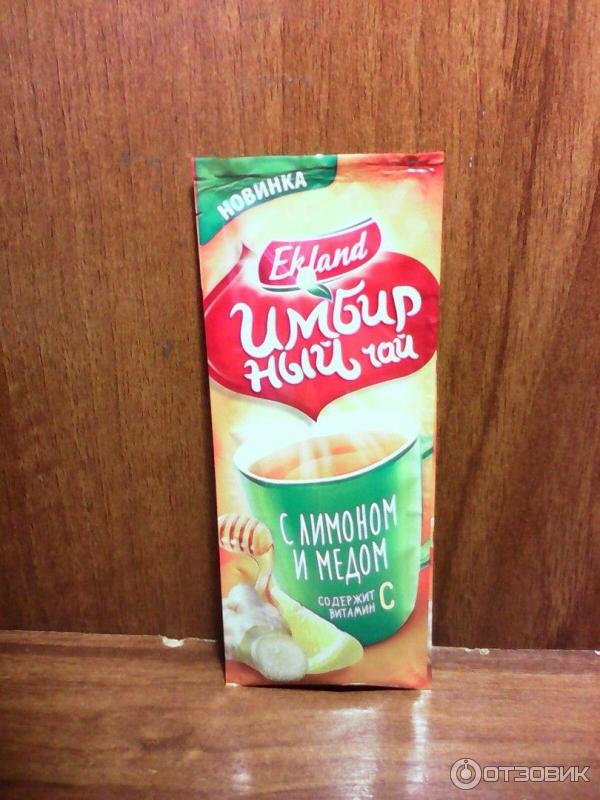 НОВИНКА
Ekland
Имбир
ный чай
С ЛИМОНОМ
И МЕДОМ
СОДЕРЖИТ
ВИТАМИН C
ОТЗОВИК